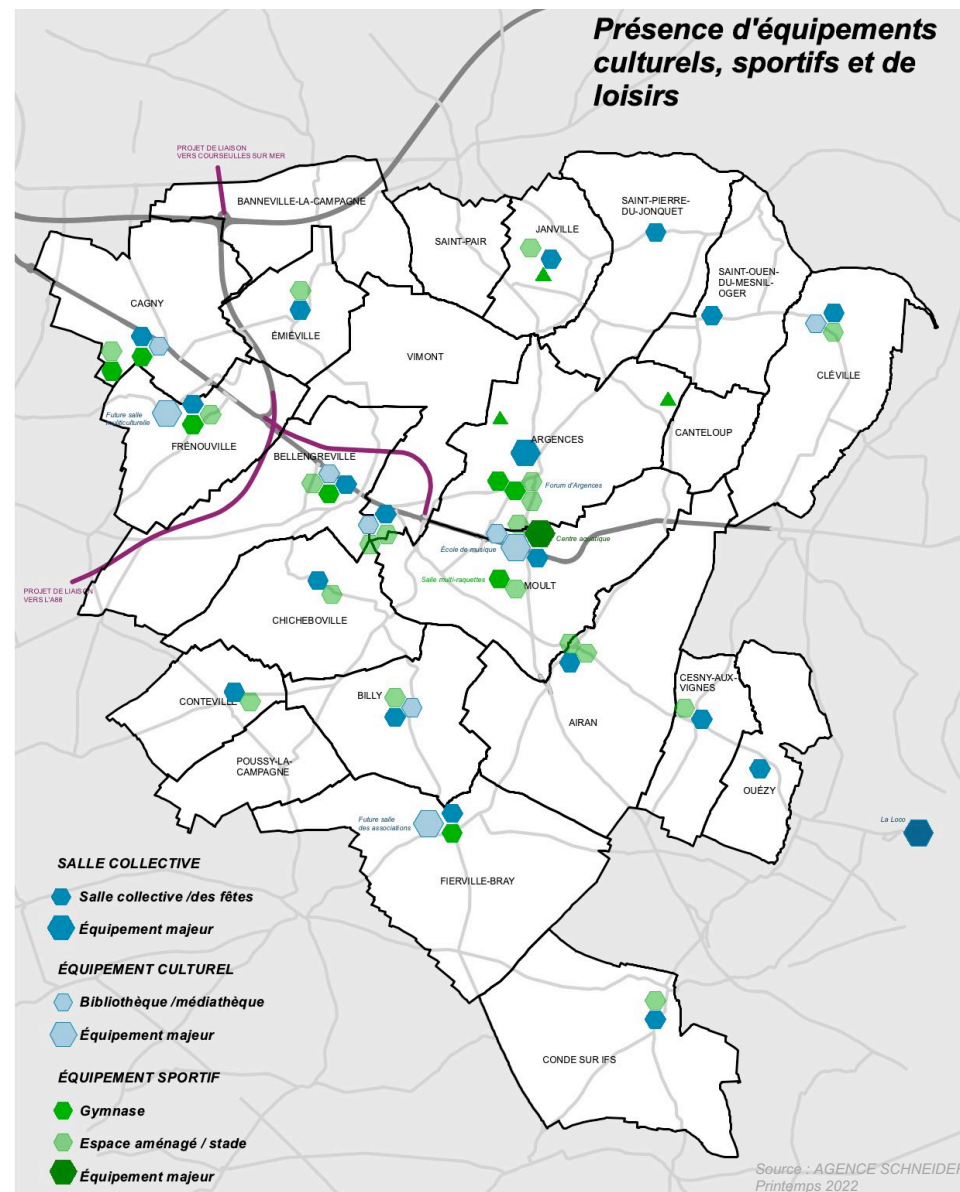 Présence d'équipements
culturels, sportifs et de
loisirs
PROJET DE LIAISON
VERS COURSEULLES SUR MER
BANNEVILLE-LA-CAMPAGNE
SAINT-PAIR
JANVILLE
SAINT-PIERRE-
DU-JONQUET
SAINT-OUEN-
DU-MESNIL-
OGER
CAGNY
ÉMIÉVILLE
VIMONT
CLÉVILLE
Future salle
multiculturelle
FRÉNOUVILLE
BELLENGREVILLE
ARGENCES
CANTELOUP
Forum d'Argences
École de musique
Centre aquatique
Salle multi-raquettes
MOULT
PROJET DE LIAISON
VERS L'A88
CHICHEBOVILLE
CONTEVILLE
BILLY
AIRAN
CESNY-AUX-
VIGNES
POUSSY-LA-
CAMPAGNE
OUÉZY
Future salle
des associations
La Loco
FIERVILLE-BRAY
CONDE SUR IFS
SALLE COLLECTIVE
Salle collective /des fêtes
Équipement majeur
ÉQUIPEMENT CULTUREL
Bibliothèque /médiathèque
Équipement majeur
ÉQUIPEMENT SPORTIF
Gymnase
Espace aménagé / stade
Équipement majeur
Source : AGENCE SCHNEIDER
Printemps 2022